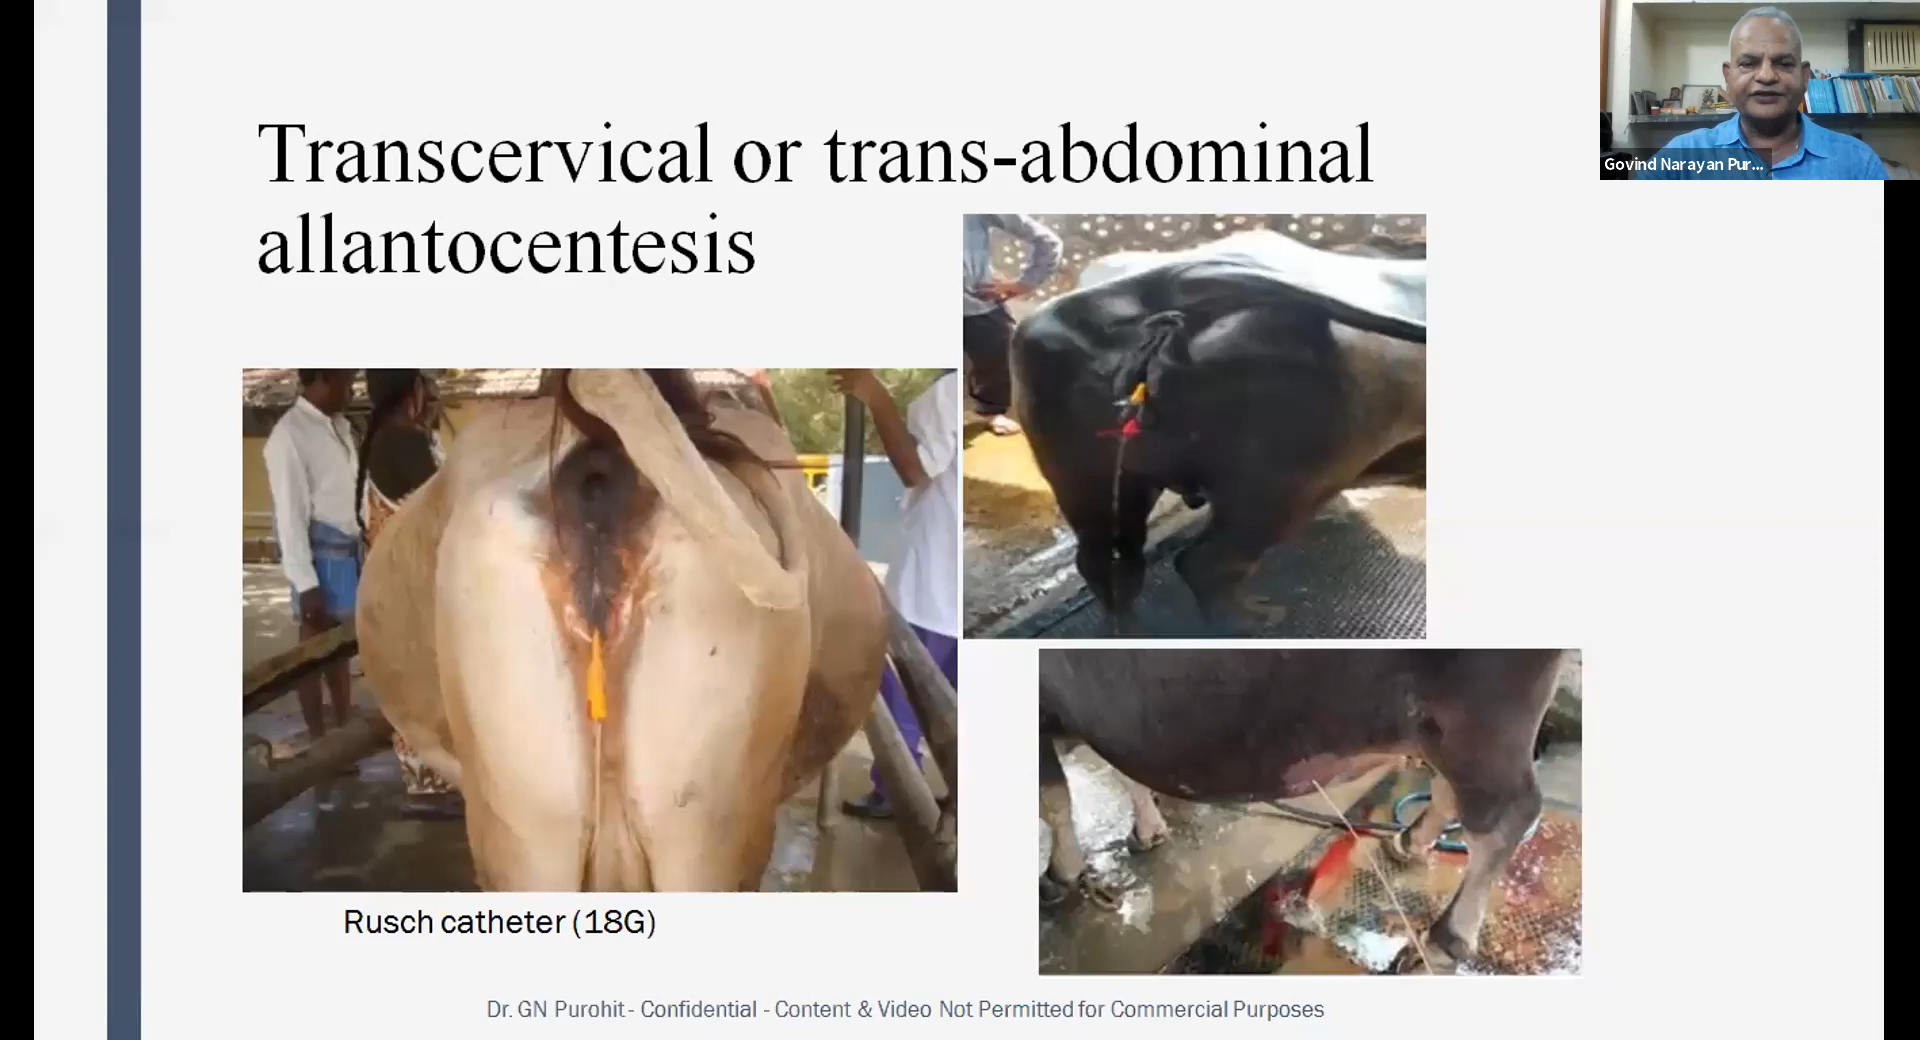 Transcervical or trans-abdominal
allantocentesis
Govind Narayan Pur...
Rusch catheter (18G)
Dr. GN Purohit - Confidential - Content & Video Not Permitted for Commercial Purposes